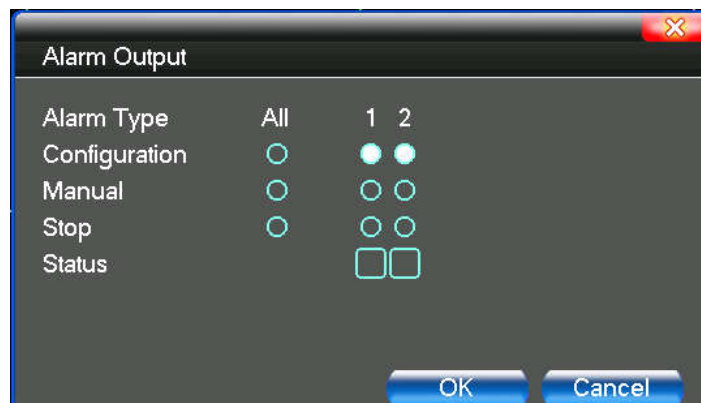 Alarm Output
Alarm Type All 1 2
Configuration
Manual
Stop
Status
OK Cancel